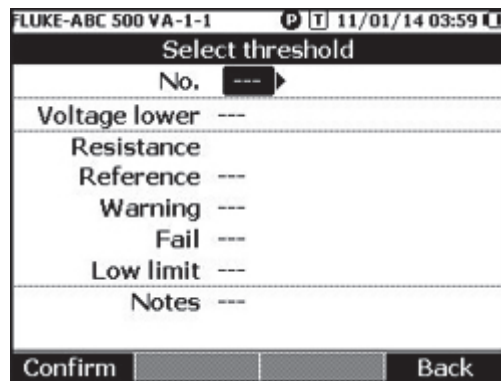 FLUKE-ABC 500 VA-1-1 P T 11/01/14 03:59
Select threshold
No. ---
Voltage lower ---
Resistance
Reference ---
Warning ---
Fail ---
Low limit ---
Notes ---
Confirm Back